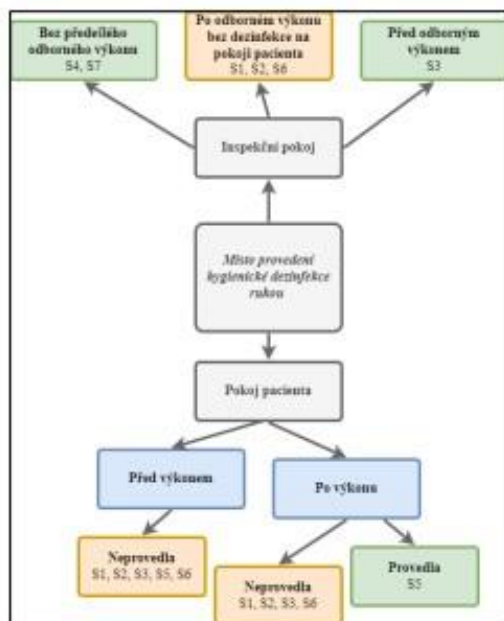 Bez předešlého
odborného výkonu
S4, S7
Po odborném výkonu
bez dezinfekce na
pokoji pacienta
S1, S2, S6
Před odborným
výkonem
S3
Inspekční pokoj
Místo provedení
hygienické dezinfekce
rukou
Pokoj pacienta
Před výkonem
Po výkonu
Neprovedla
S1, S2, S3, S5, S6
Neprovedla
S1, S2, S3, S6
Provedla
S5